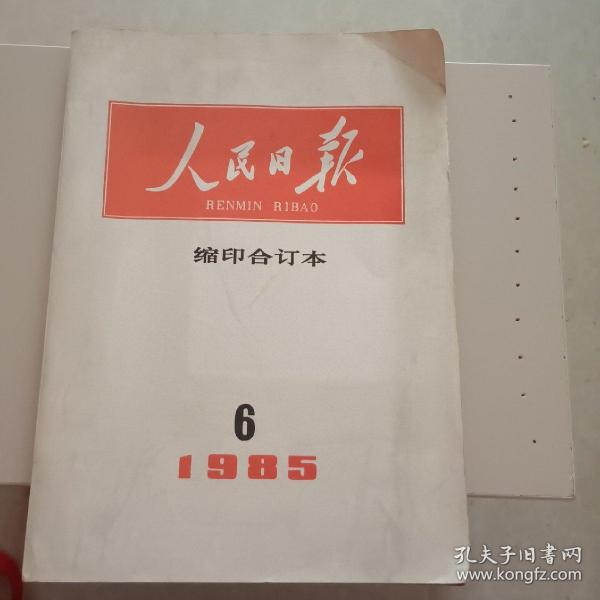 人民日报
RENMIN RIBAO
缩印合订本
6
1985
孔夫子旧書网
www.kongfz.com